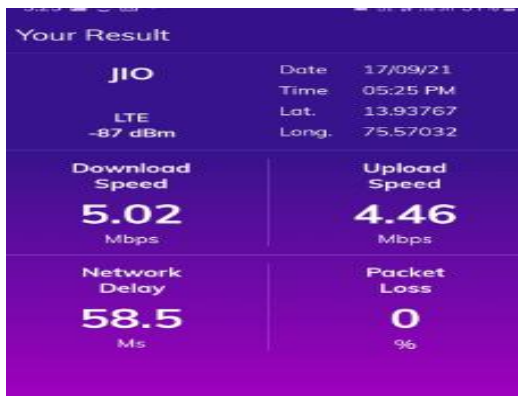 Your Result
JIO
LTE
-87 dBm
Date 17/09/21
Time 05:25 PM
Lat. 13.93767
Long. 75.57032
Download Speed
5.02
Mbps
Upload Speed
4.46
Mbps
Network Delay
58.5
Ms
Packet Loss
0
%